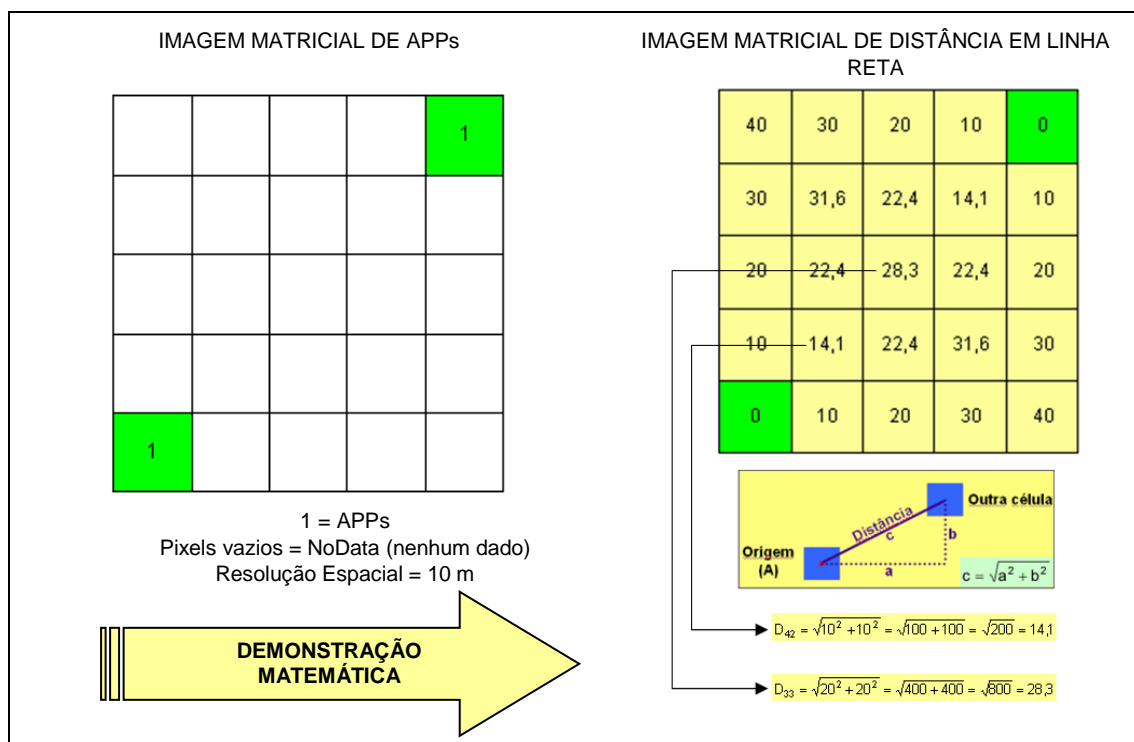 IMAGEM MATRICIAL DE APPs
1
1
1 = APPs
Pixels vazios = NoData (nenhum dado)
Resolução Espacial = 10 m
DEMONSTRAÇÃO
MATEMÁTICA
IMAGEM MATRICIAL DE DISTÂNCIA EM LINHA
RETA
40 30 20 10 0
30 31,6 22,4 14,1 10
20 22,4 28,3 22,4 20
10 14,1 22,4 31,6 30
0 10 20 30 40
Outra célula
Distância
c
b
Origem
(A)
a
c = √a² + b²
D₄₂ = √10² + 10² = √100 + 100 = √200 = 14,1
D₃₃ = √20² + 20² = √400 + 400 = √800 = 28,3